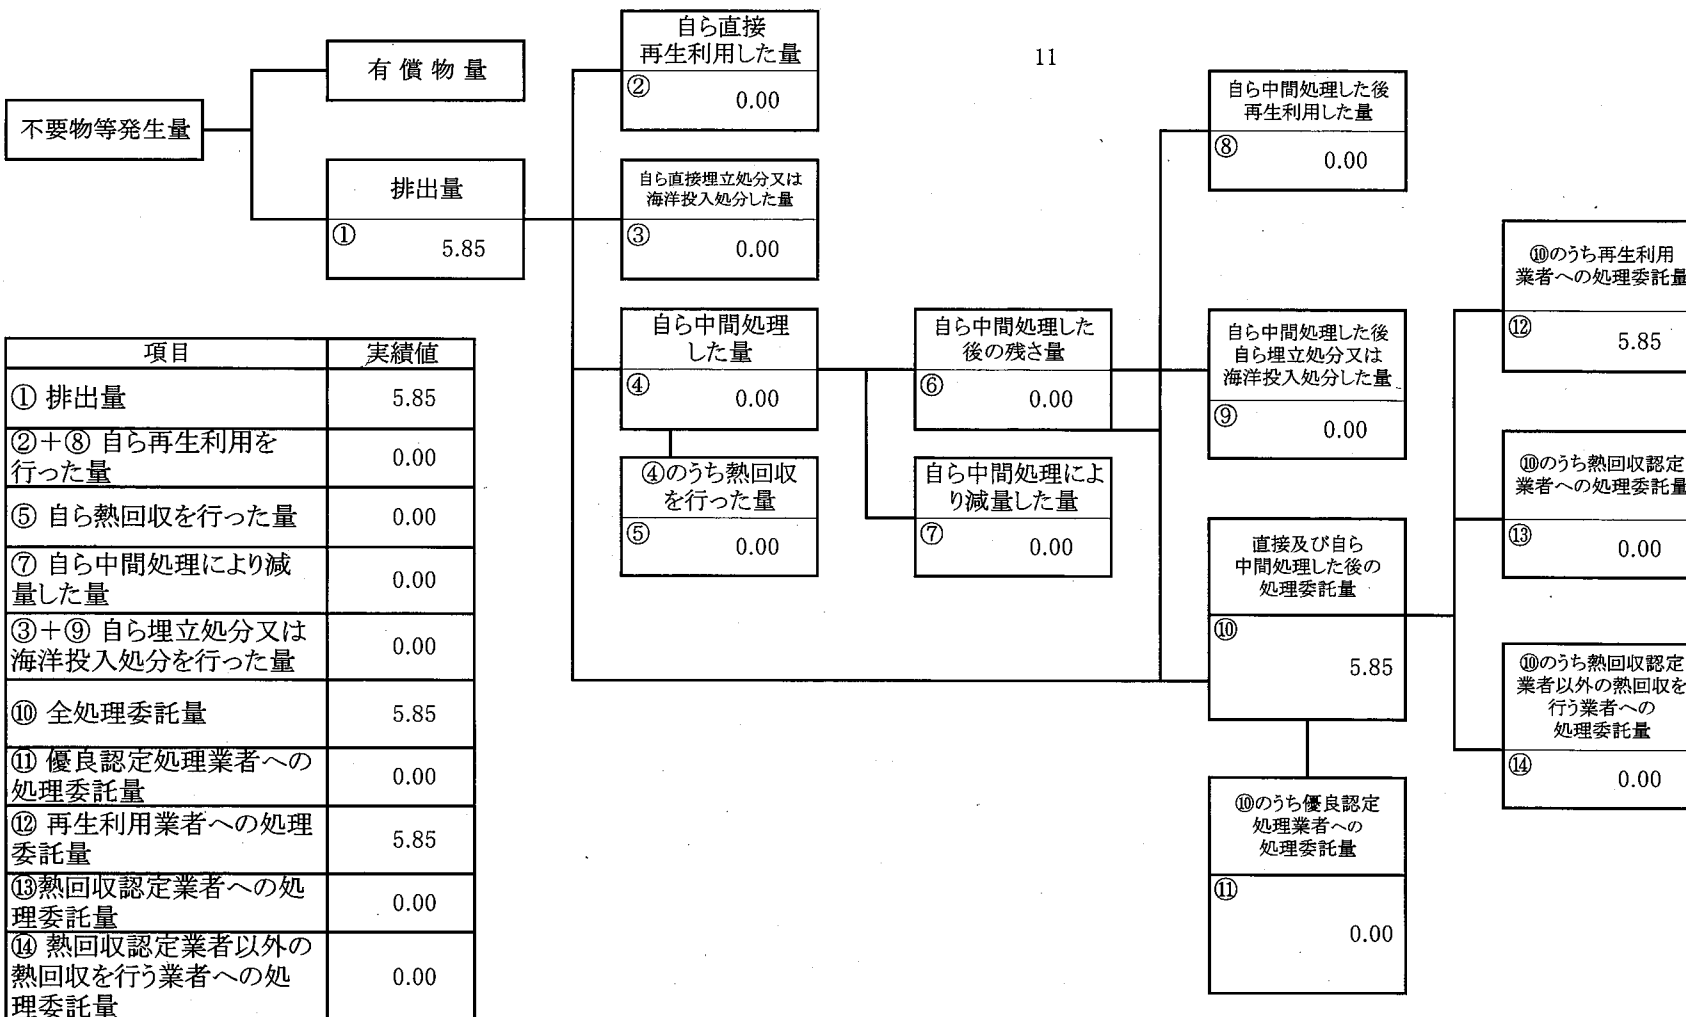 11
不要物等発生量
有償物量
排出量
①
5.85
自ら直接
再生利用した量
②
0.00
自ら直接埋立処分又は
海洋投入処分した量
③
0.00
自ら中間処理
した量
④
0.00
④のうち熱回収
を行った量
⑤
0.00
自ら中間処理した
後の残さ量
⑥
0.00
自ら中間処理によ
り減量した量
⑦
0.00
自ら中間処理した後
再生利用した量
⑧
0.00
自ら中間処理した後
自ら埋立処分又は
海洋投入処分した量
⑨
0.00
直接及び自ら
中間処理した後の
処理委託量
⑩
5.85
⑩のうち優良認定
処理業者への
処理委託量
⑪
0.00
⑩のうち再生利用
業者への処理委託量
⑫
5.85
⑩のうち熱回収認定
業者への処理委託量
⑬
0.00
⑩のうち熱回収認定
業者以外の熱回収を
行う業者への
処理委託量
⑭
0.00
項目 実績値
① 排出量 5.85
②+⑧ 自ら再生利用を
行った量 0.00
⑤ 自ら熱回収を行った量 0.00
⑦ 自ら中間処理により減
量した量 0.00
③+⑨ 自ら埋立処分又は
海洋投入処分を行った量 0.00
⑩ 全処理委託量 5.85
⑪ 優良認定処理業者への
処理委託量 0.00
⑫ 再生利用業者への処理
委託量 5.85
⑬熱回収認定業者への処
理委託量 0.00
⑭ 熱回収認定業者以外の
熱回収を行う業者への処
理委託量 0.00